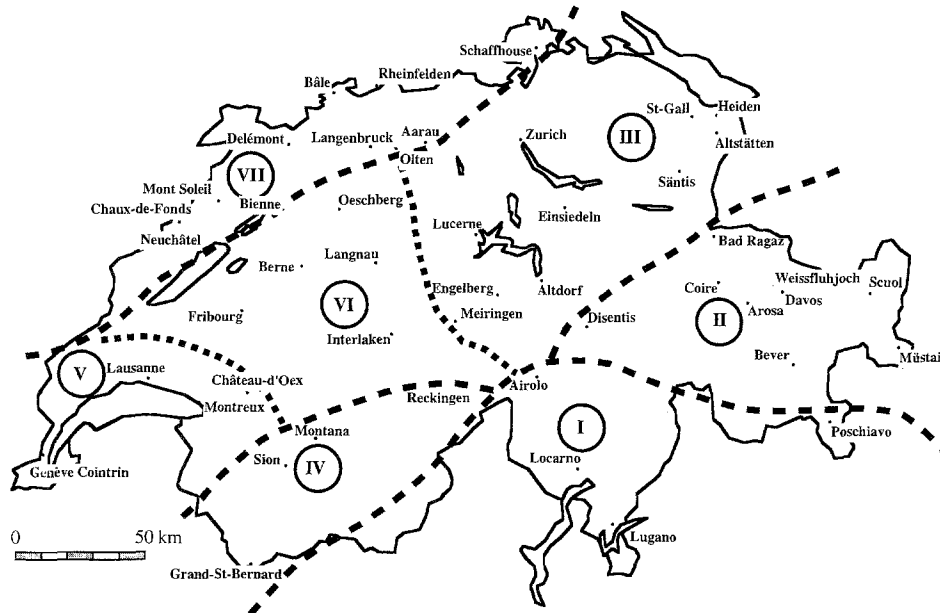 Schaffhouse
Bâle
Rheinfelden
St-Gall
Heiden
Delémont
Langenbruck
Aarau
Zurich
III
Altstätten
Olten
VII
Säntis
Mont Soleil
Bienne
Oeschberg
Einsiedeln
Chaux-de-Fonds
Lucerne
Neuchâtel
Bad Ragaz
Berne
Langnau
Weissfluhjoch
Scuol
Engelberg
Altdorf
Coire
Davos
VI
Arosa
Fribourg
Meiringen
Disentis
II
Interlaken
Bever
Müstair
V
Lausanne
Château-d'Oex
Airolo
Reckingen
Montreux
Poschiavo
Montana
I
Sion
IV
Locarno
Genève Cointrin
0 50 km
Lugano
Grand-St-Bernard